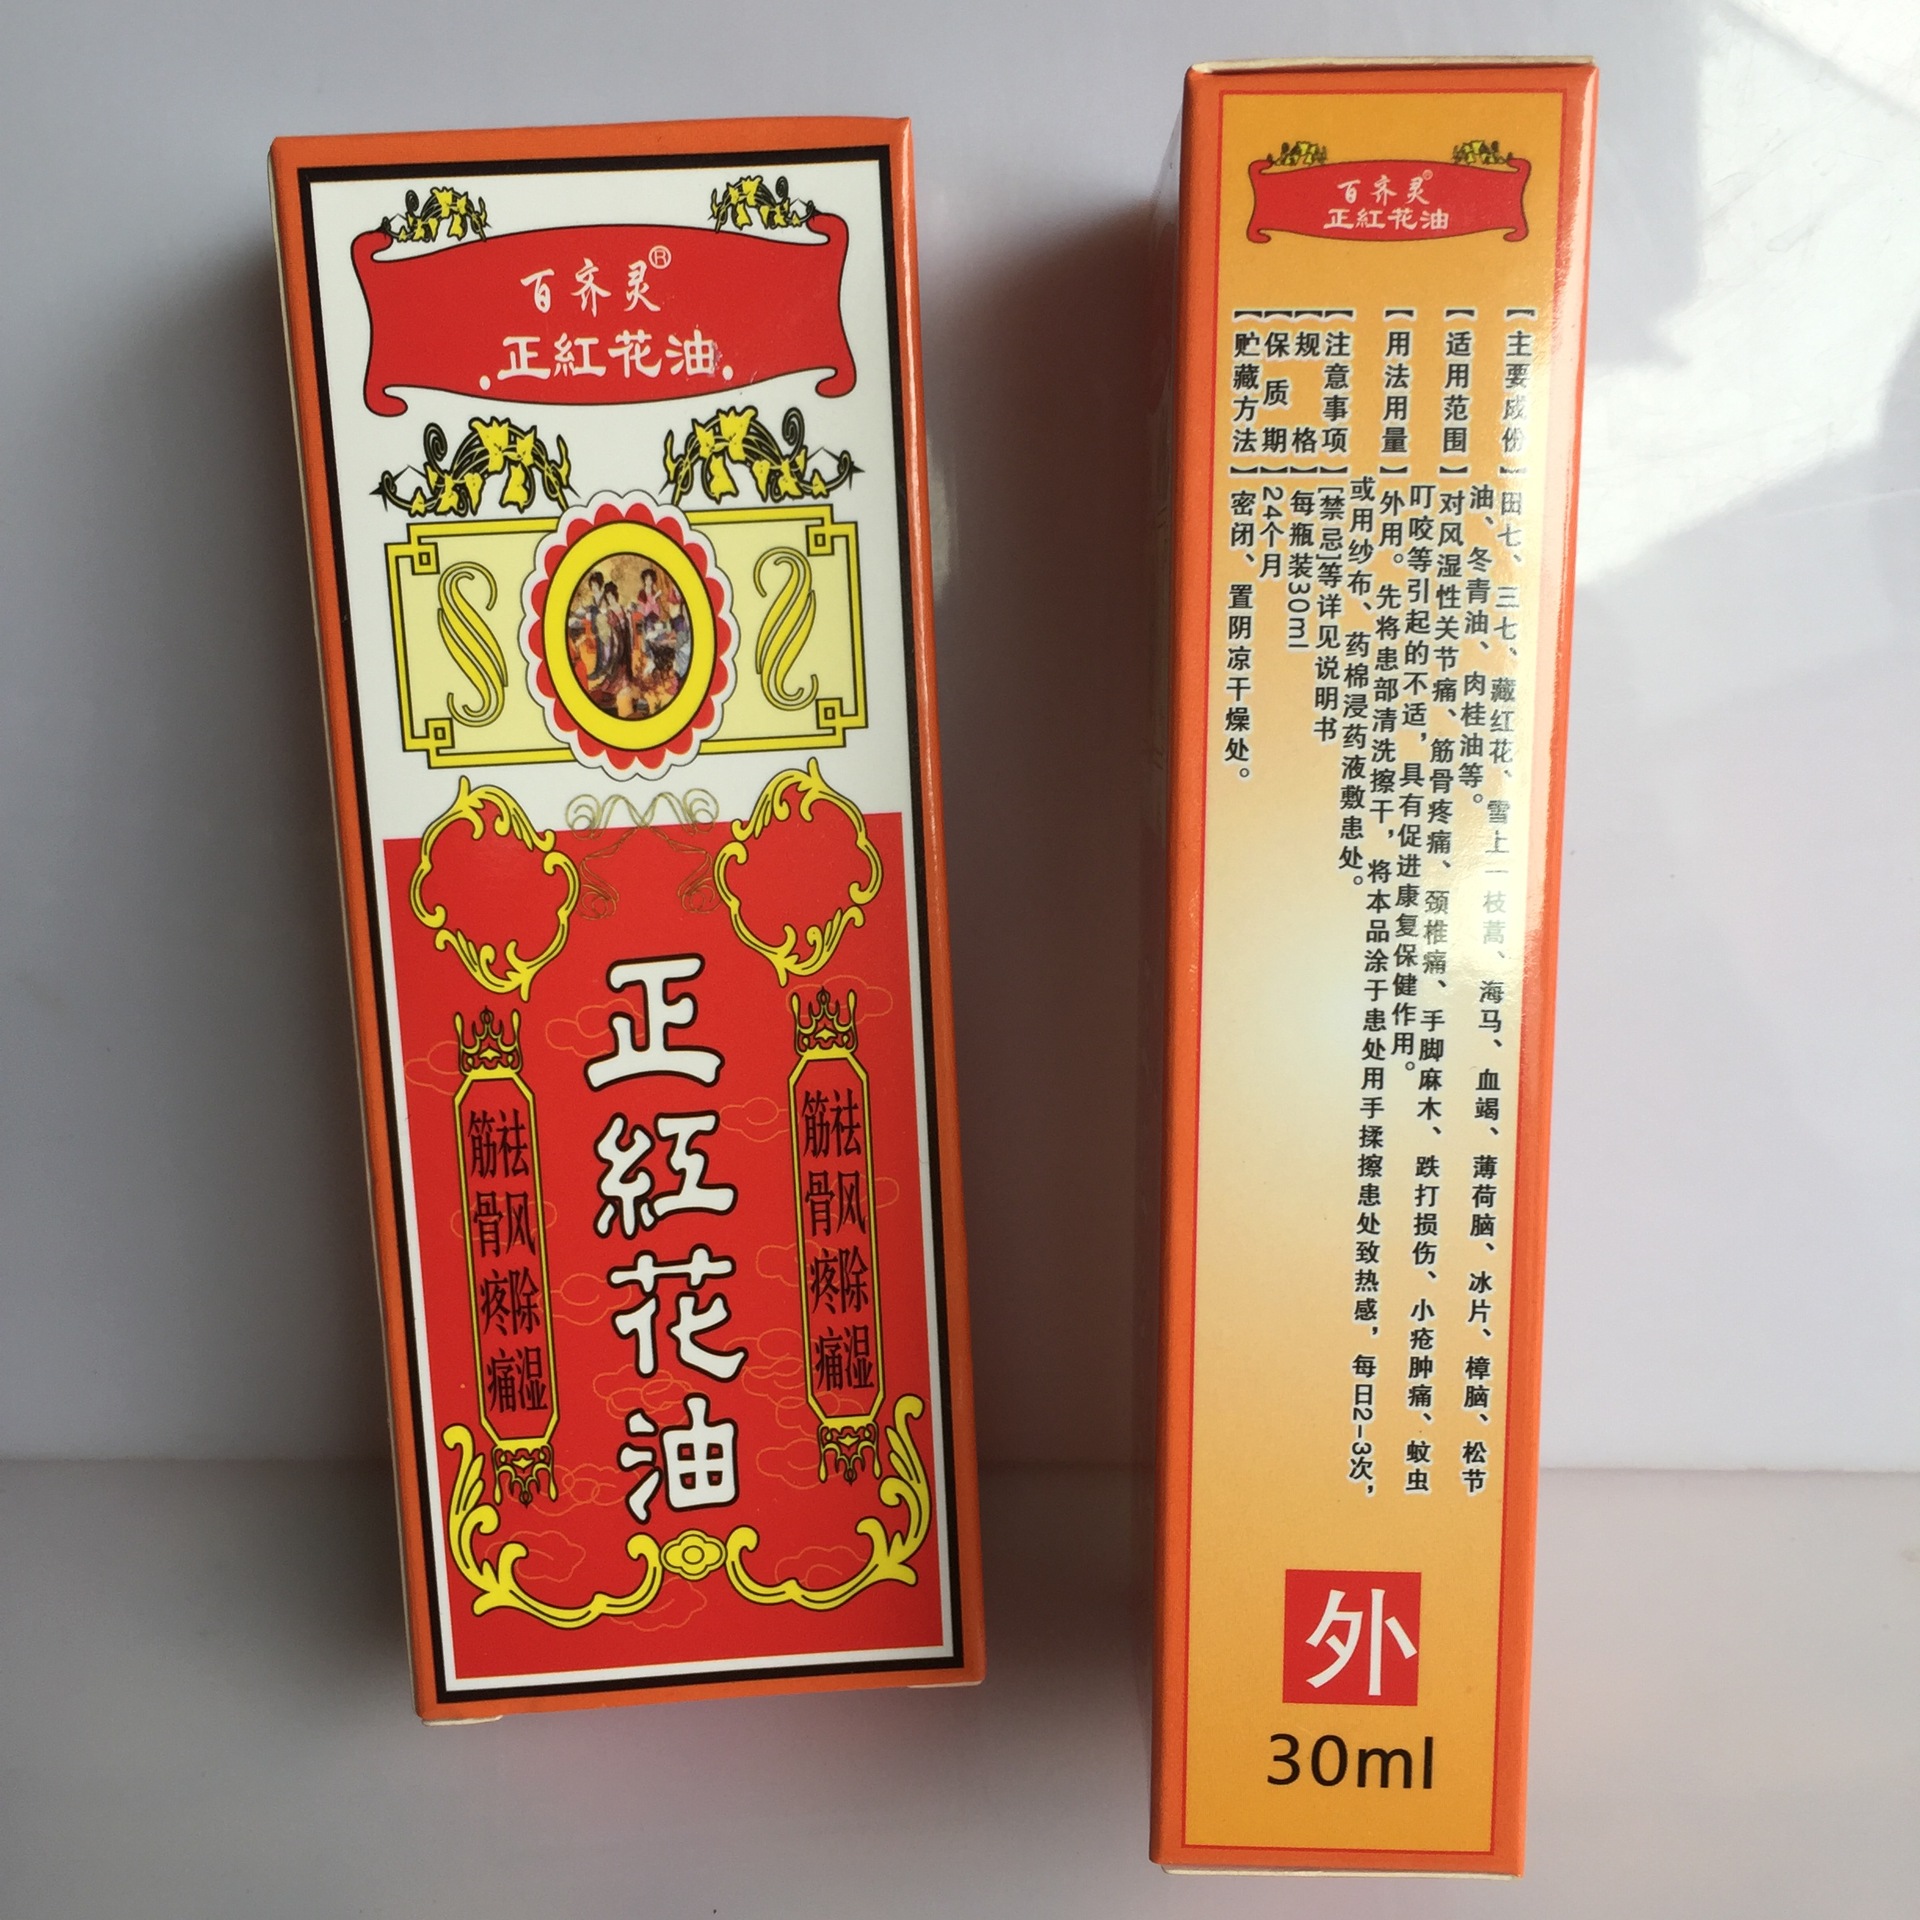 百齐灵®
正紅花油
正紅花油
祛风除湿
筋骨疼痛
祛风除湿
筋骨疼痛
百齐灵®
正紅花油
【主要成份】田七、三七、藏红花、雪上一枝蒿、海马、血竭、薄荷脑、冰片、樟脑、松节
油、冬青油、肉桂油等。
【适用范围】对风湿性关节痛、筋骨疼痛、颈椎痛、手脚麻木、跌打损伤、小疮肿痛、蚊虫
叮咬等引起的不适，具有促进康复保健作用。
【用法用量】外用。先将患部清洗擦干，将本品涂于患处用手揉擦患处致热感，每日2-3次，
或用纱布、药棉浸药液敷患处。
【注意事项】[禁忌]等详见说明书
【规格】每瓶装30ml
【保质期】24个月
【贮藏方法】密闭、置阴凉干燥处。
外
30ml